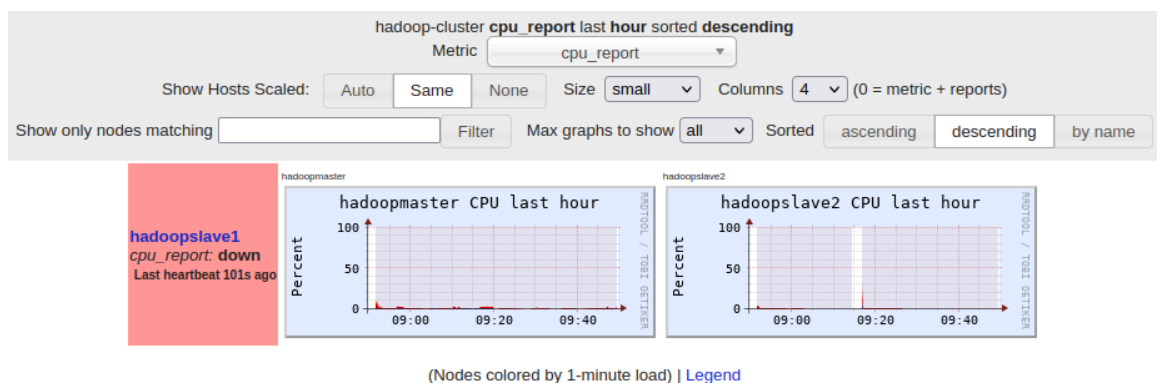 hadoop-cluster cpu_report last hour sorted descending
Metric cpu_report
Show Hosts Scaled: Auto Same None Size small Columns 4 (0 = metric + reports)
Show only nodes matching Filter Max graphs to show all Sorted ascending descending by name
hadoopslave1
cpu_report: down
Last heartbeat 101s ago
hadoopmaster
hadoopmaster CPU last hour
Percent
100
50
0
09:00 09:20 09:40
RRDTOOL / TOBI OETIKER
hadoopslave2
hadoopslave2 CPU last hour
Percent
100
50
0
09:00 09:20 09:40
RRDTOOL / TOBI OETIKER
(Nodes colored by 1-minute load) | Legend